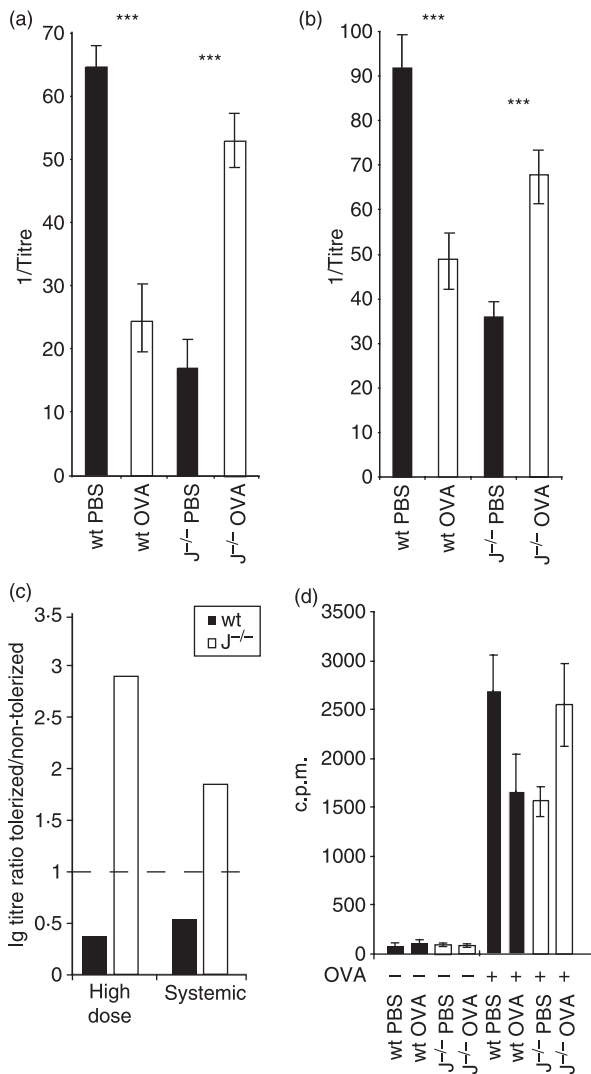 (a)
***
***
1/Titre
70
60
50
40
30
20
10
0
wt PBS
wt OVA
J–/– PBS
J–/– OVA
(b)
***
***
1/Titre
100
90
80
70
60
50
40
30
20
10
0
wt PBS
wt OVA
J–/– PBS
J–/– OVA
(c)
Ig titre ratio tolerized/non-tolerized
3·5
3
2·5
2
1·5
1
0·5
0
wt
J–/–
High
dose
Systemic
(d)
c.p.m.
3500
3000
2500
2000
1500
1000
500
0
OVA – – – – + + + +
wt PBS
wt OVA
J–/– PBS
J–/– OVA
wt PBS
wt OVA
J–/– PBS
J–/– OVA